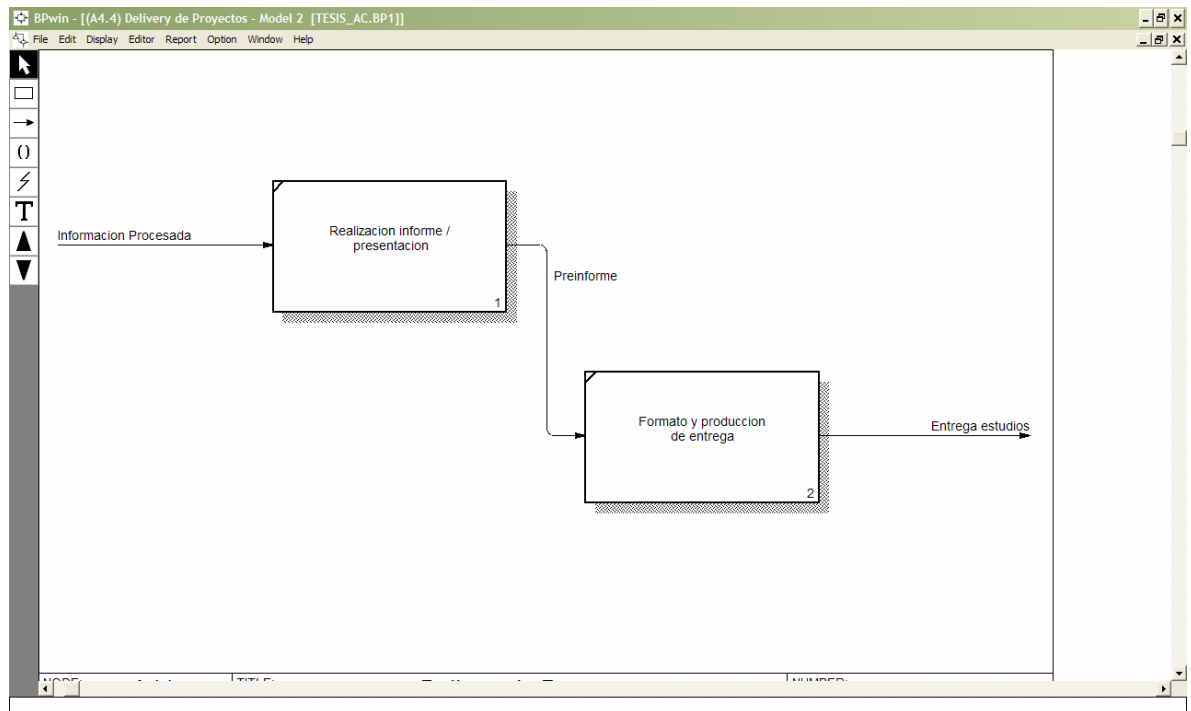 BPwin - [(A4.4) Delivery de Proyectos - Model 2 [TESIS_AC.BP1]]
File Edit Display Editor Report Option Window Help
()
T
Informacion Procesada
Realizacion informe /
presentacion
1
Preinforme
Formato y produccion
de entrega
2
Entrega estudios
NODE:
TITLE:
NUMBER: